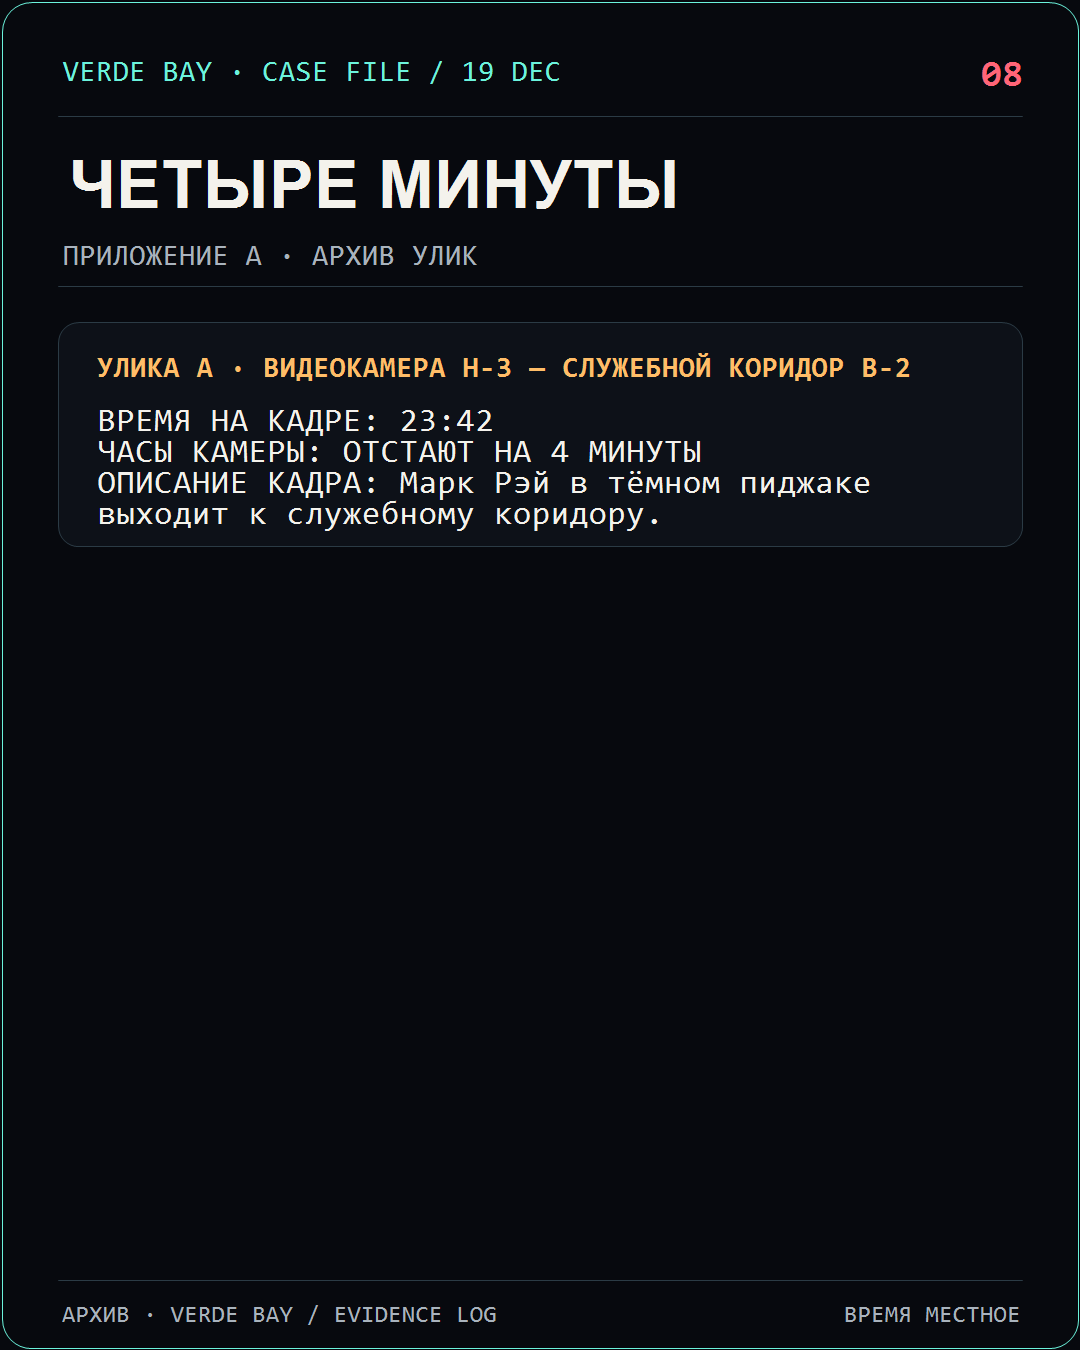 VERDE BAY · CASE FILE / 19 DEC
08
ЧЕТЫРЕ МИНУТЫ
ПРИЛОЖЕНИЕ А · АРХИВ УЛИК
УЛИКА А · ВИДЕОКАМЕРА Н-3 — СЛУЖЕБНОЙ КОРИДОР В-2
ВРЕМЯ НА КАДРЕ: 23:42
ЧАСЫ КАМЕРЫ: ОТСТАЮТ НА 4 МИНУТЫ
ОПИСАНИЕ КАДРА: Марк Рэй в тёмном пиджаке
выходит к служебному коридору.
АРХИВ · VERDE BAY / EVIDENCE LOG
ВРЕМЯ МЕСТНОЕ